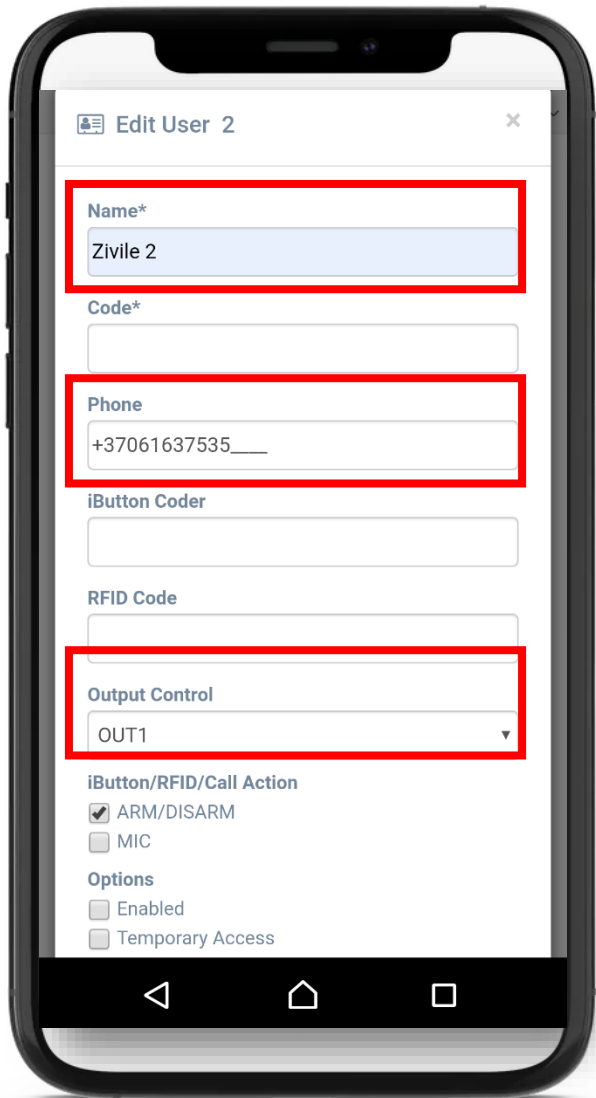 Edit User 2
×
Name*
Zivile 2
Code*
Phone
+37061637535____
iButton Coder
RFID Code
Output Control
OUT1
iButton/RFID/Call Action
ARM/DISARM
MIC
Options
Enabled
Temporary Access